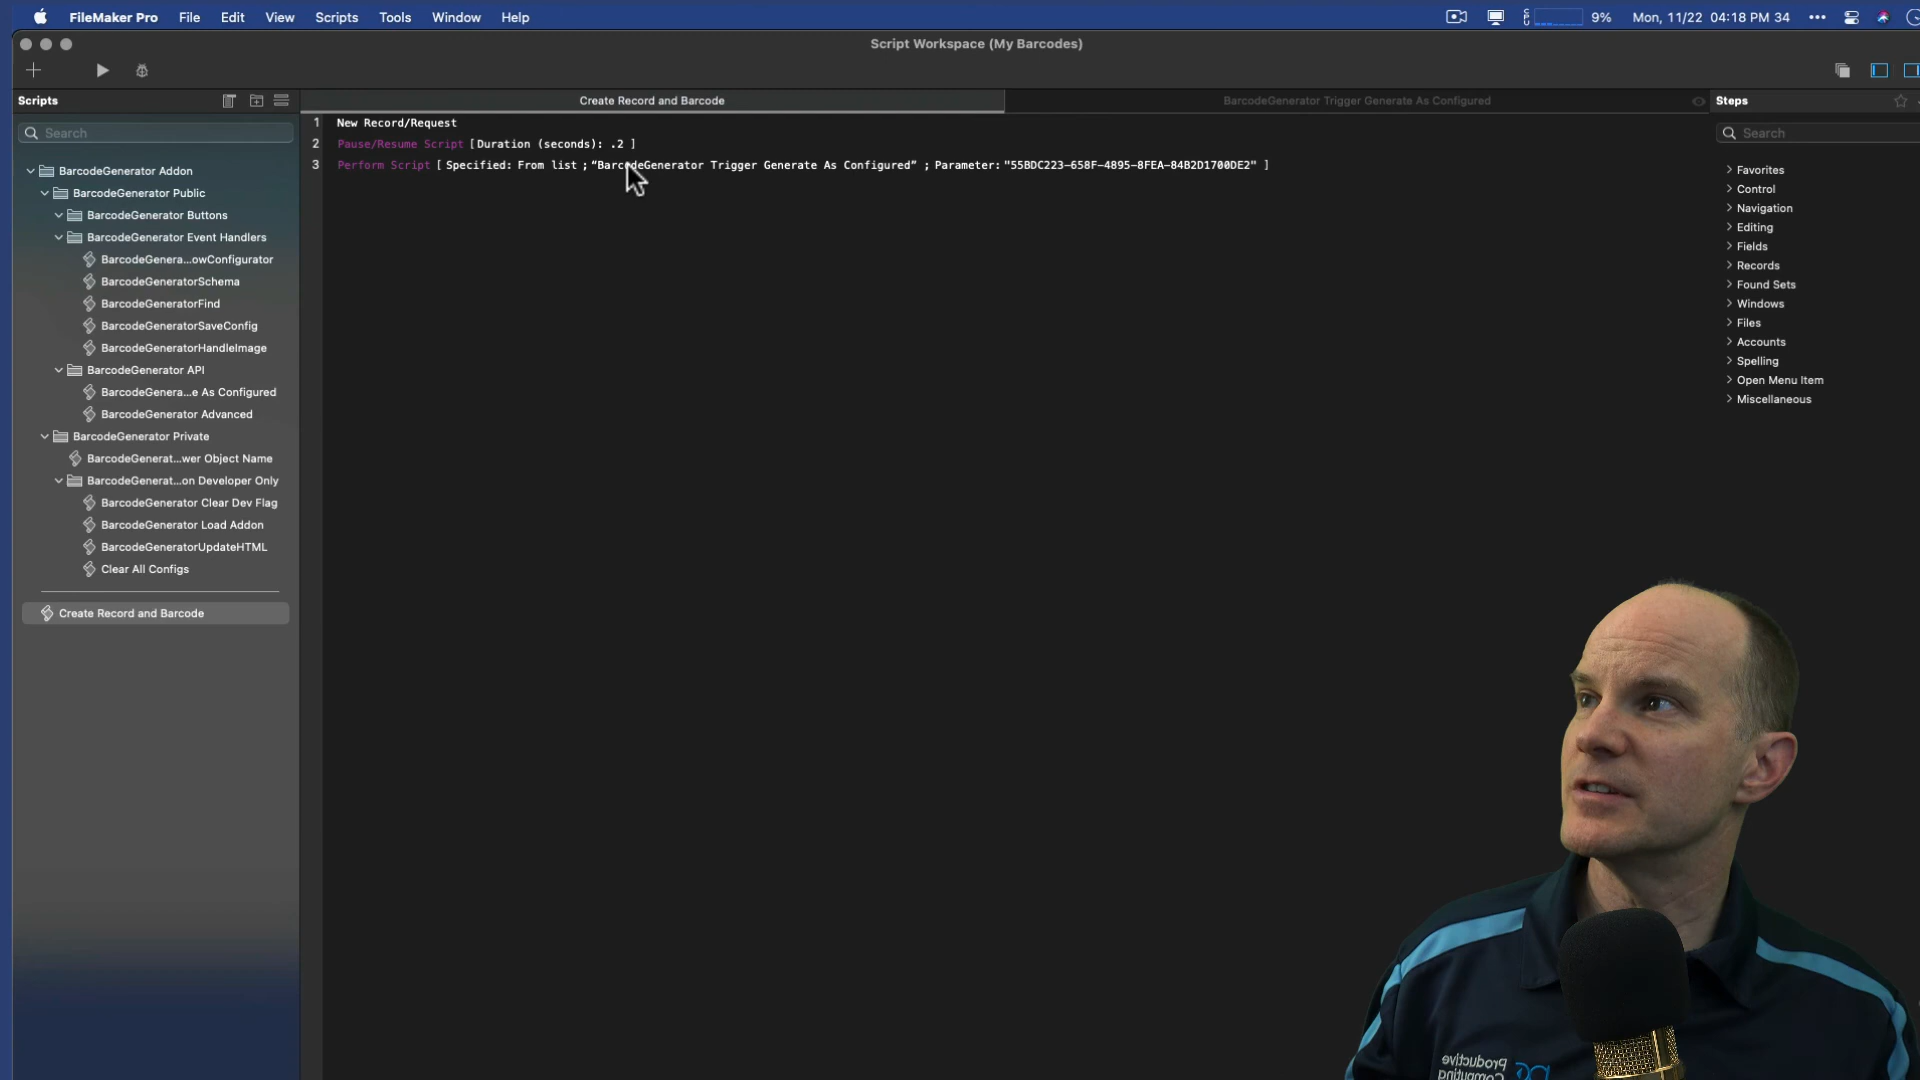 FileMaker Pro File Edit View Scripts Tools Window Help 9% Mon, 11/22 04:18 PM 34
Script Workspace (My Barcodes)
Scripts
Search
BarcodeGenerator Addon
BarcodeGenerator Public
BarcodeGenerator Buttons
BarcodeGenerator Event Handlers
BarcodeGenera...owConfigurator
BarcodeGeneratorSchema
BarcodeGeneratorFind
BarcodeGeneratorSaveConfig
BarcodeGeneratorHandleImage
BarcodeGenerator API
BarcodeGenera...e As Configured
BarcodeGenerator Advanced
BarcodeGenerator Private
BarcodeGenerat...wer Object Name
BarcodeGenerat...on Developer Only
BarcodeGenerator Clear Dev Flag
BarcodeGenerator Load Addon
BarcodeGeneratorUpdateHTML
Clear All Configs
Create Record and Barcode
Create Record and Barcode
BarcodeGenerator Trigger Generate As Configured
1 New Record/Request
2 Pause/Resume Script [ Duration (seconds): .2 ]
3 Perform Script [ Specified: From list ; “BarcodeGenerator Trigger Generate As Configured” ; Parameter: "55BDC223-658F-4895-8FEA-84B2D1700DE2" ]
Steps
Search
Favorites
Control
Navigation
Editing
Fields
Records
Found Sets
Windows
Files
Accounts
Spelling
Open Menu Item
Miscellaneous
Productive
Computing